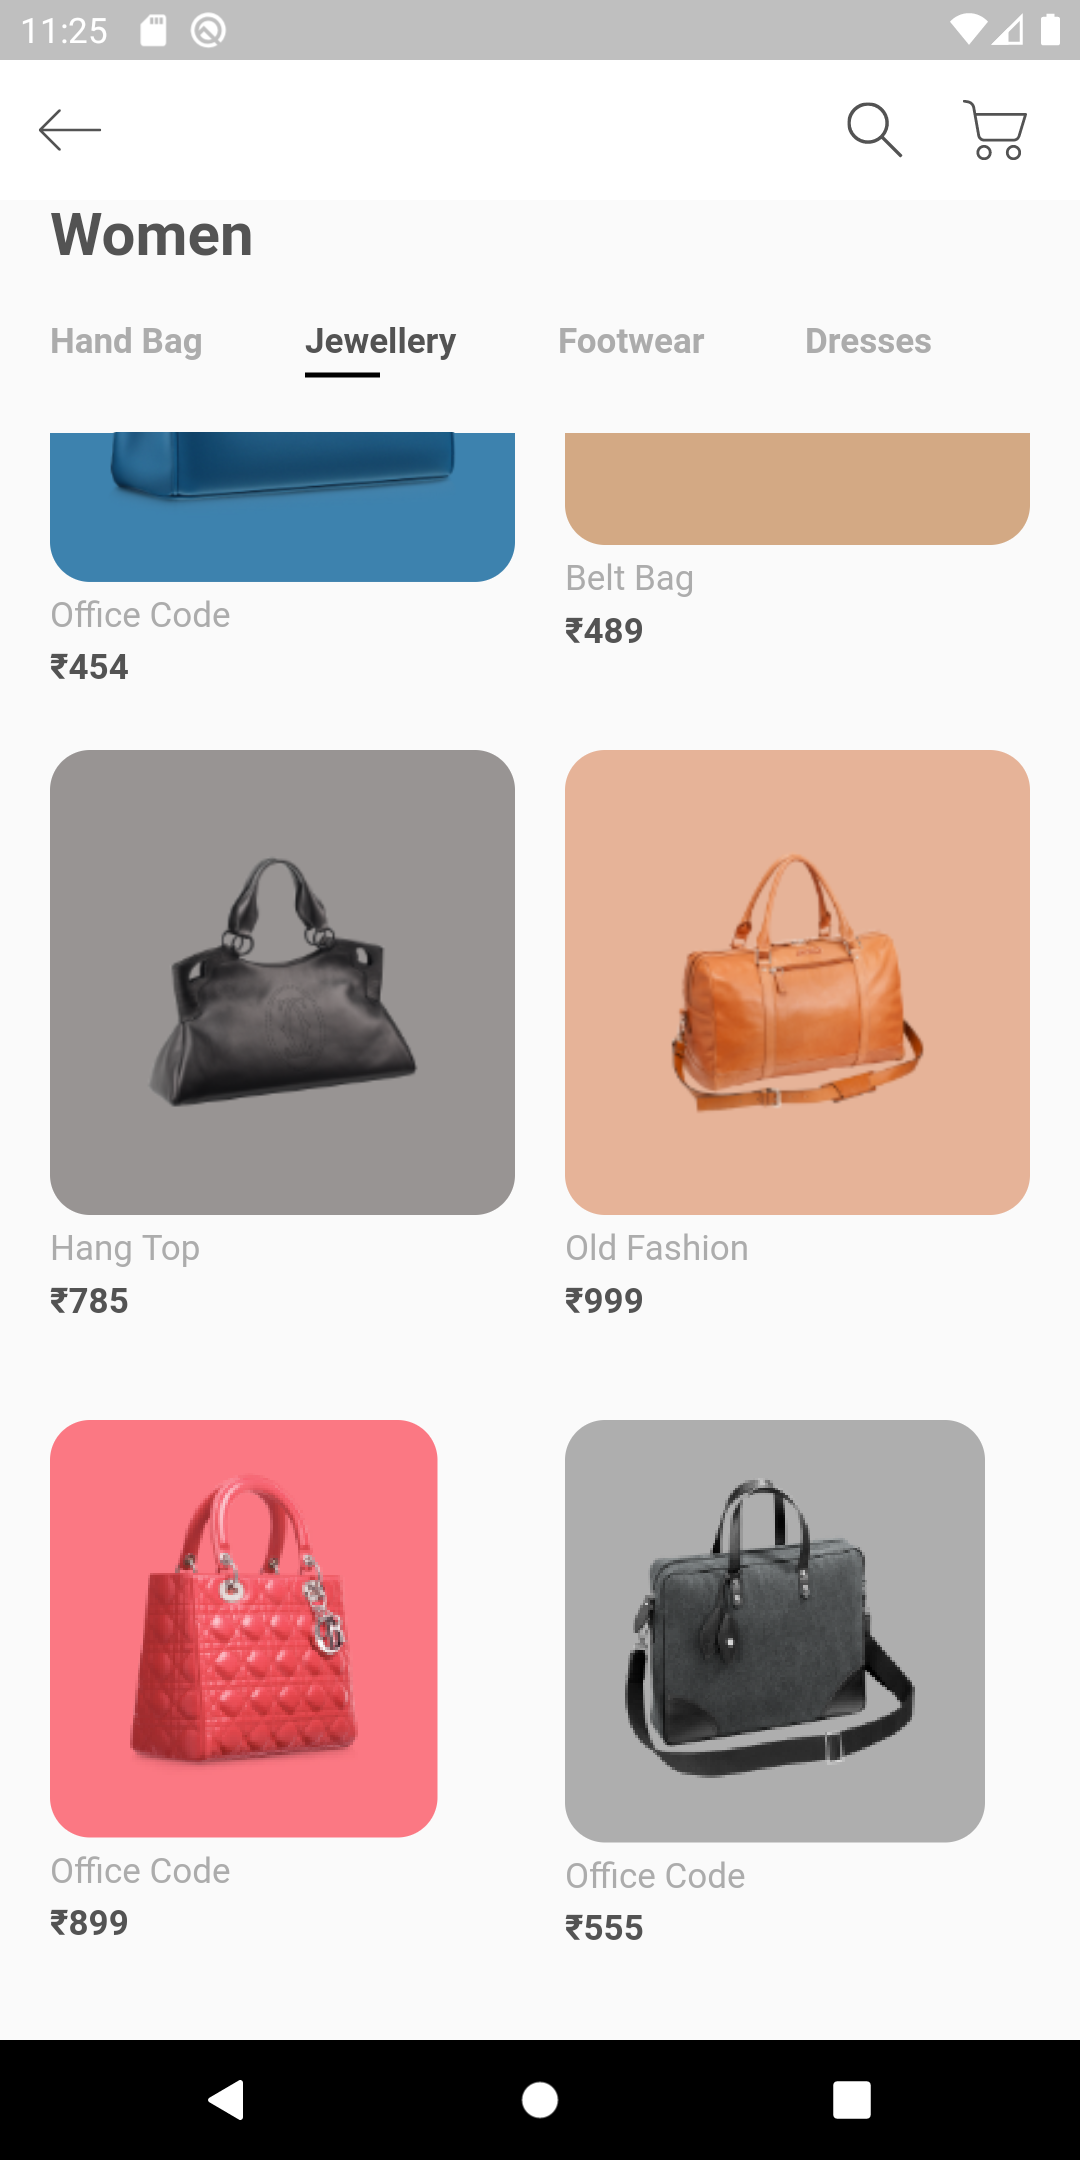 11:25
Women
Hand Bag Jewellery Footwear Dresses
Office Code
₹454
Belt Bag
₹489
Hang Top
₹785
Old Fashion
₹999
Office Code
₹899
Office Code
₹555